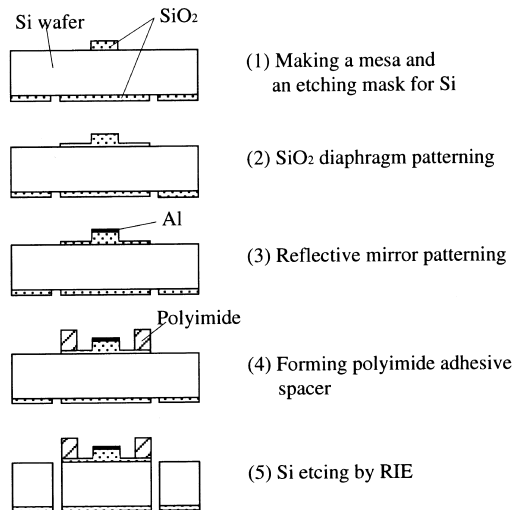 Si wafer
SiO2
(1) Making a mesa and
an etching mask for Si
(2) SiO2 diaphragm patterning
Al
(3) Reflective mirror patterning
Polyimide
(4) Forming polyimide adhesive
spacer
(5) Si etcing by RIE